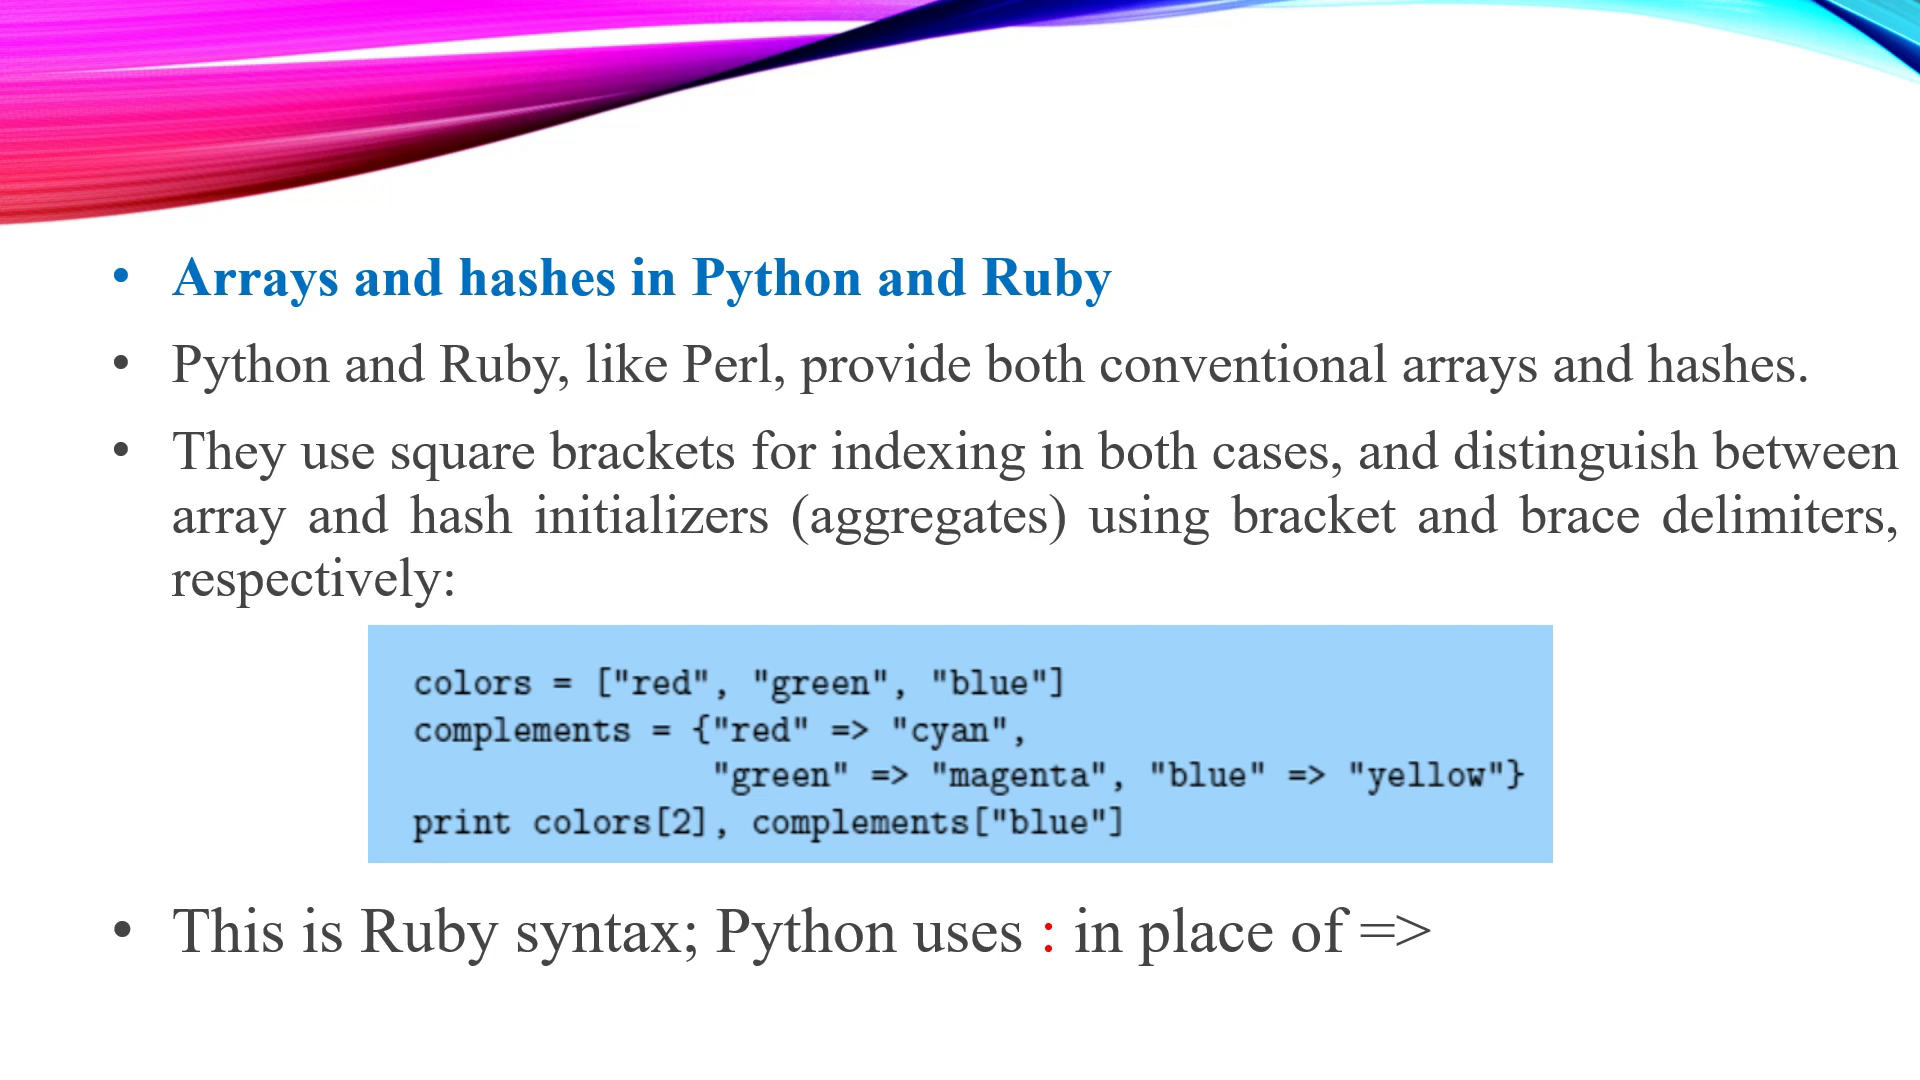 • Arrays and hashes in Python and Ruby
• Python and Ruby, like Perl, provide both conventional arrays and hashes.
• They use square brackets for indexing in both cases, and distinguish between
array and hash initializers (aggregates) using bracket and brace delimiters,
respectively:
colors = ["red", "green", "blue"]
complements = {"red" => "cyan",
"green" => "magenta", "blue" => "yellow"}
print colors[2], complements["blue"]
• This is Ruby syntax; Python uses : in place of =>